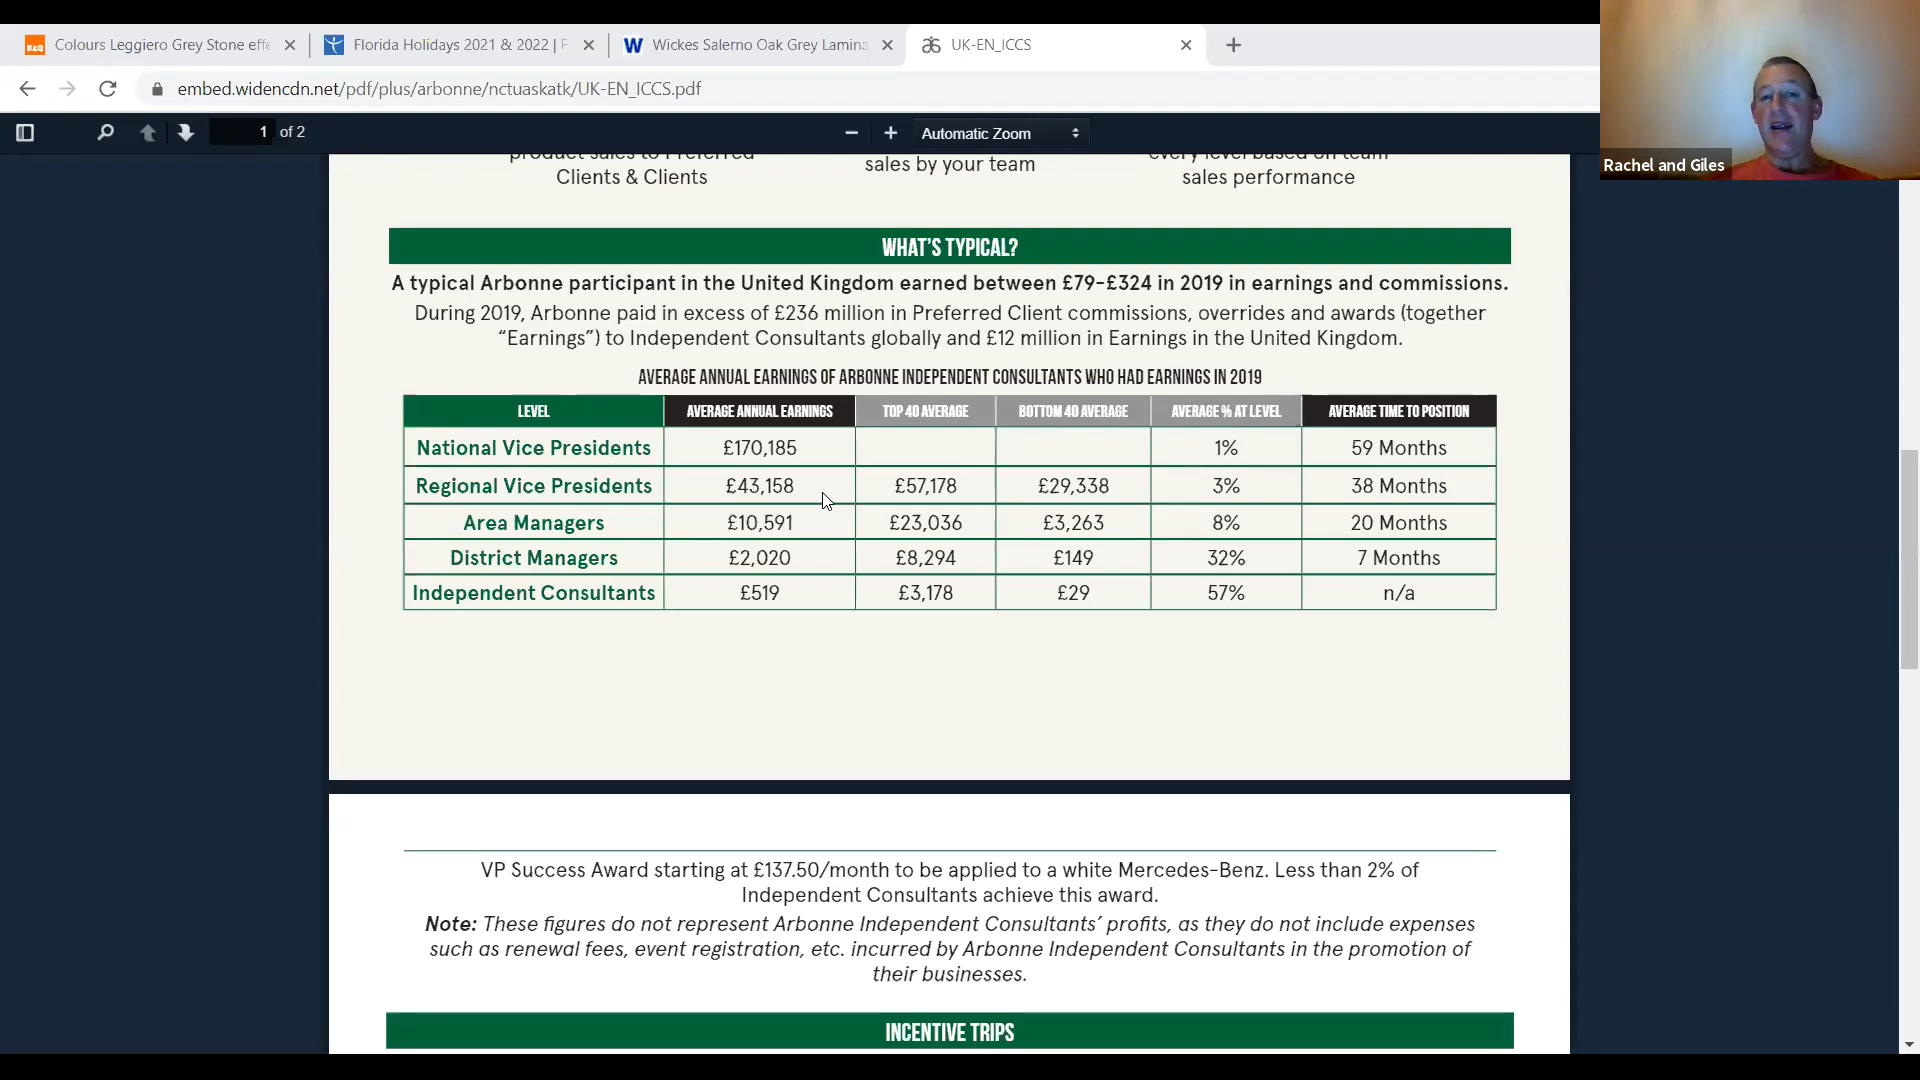 Colours Leggiero Grey Stone effe
Florida Holidays 2021 & 2022 | F
Wickes Salerno Oak Grey Lamina
UK-EN_ICCS
embed.widencdn.net/pdf/plus/arbonne/nctuaskatk/UK-EN_ICCS.pdf
1 of 2
Automatic Zoom
Rachel and Giles
product sales to Preferred
Clients & Clients
sales by your team
every level based on team
sales performance
WHAT'S TYPICAL?
A typical Arbonne participant in the United Kingdom earned between £79-£324 in 2019 in earnings and commissions.
During 2019, Arbonne paid in excess of £236 million in Preferred Client commissions, overrides and awards (together
“Earnings”) to Independent Consultants globally and £12 million in Earnings in the United Kingdom.
AVERAGE ANNUAL EARNINGS OF ARBONNE INDEPENDENT CONSULTANTS WHO HAD EARNINGS IN 2019
LEVEL AVERAGE ANNUAL EARNINGS TOP 40 AVERAGE BOTTOM 40 AVERAGE AVERAGE % AT LEVEL AVERAGE TIME TO POSITION
National Vice Presidents £170,185 1% 59 Months
Regional Vice Presidents £43,158 £57,178 £29,338 3% 38 Months
Area Managers £10,591 £23,036 £3,263 8% 20 Months
District Managers £2,020 £8,294 £149 32% 7 Months
Independent Consultants £519 £3,178 £29 57% n/a
VP Success Award starting at £137.50/month to be applied to a white Mercedes-Benz. Less than 2% of
Independent Consultants achieve this award.
Note: These figures do not represent Arbonne Independent Consultants’ profits, as they do not include expenses
such as renewal fees, event registration, etc. incurred by Arbonne Independent Consultants in the promotion of
their businesses.
INCENTIVE TRIPS